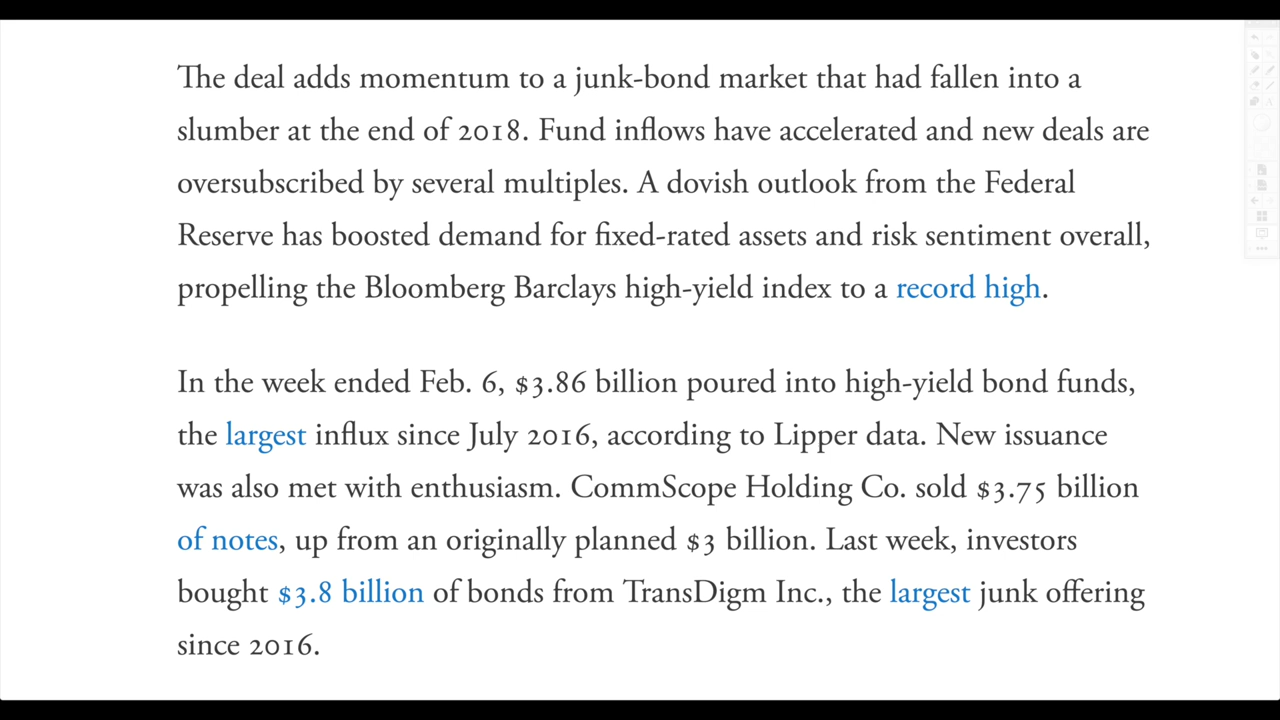 The deal adds momentum to a junk-bond market that had fallen into a
slumber at the end of 2018. Fund inflows have accelerated and new deals are
oversubscribed by several multiples. A dovish outlook from the Federal
Reserve has boosted demand for fixed-rated assets and risk sentiment overall,
propelling the Bloomberg Barclays high-yield index to a record high.
In the week ended Feb. 6, $3.86 billion poured into high-yield bond funds,
the largest influx since July 2016, according to Lipper data. New issuance
was also met with enthusiasm. CommScope Holding Co. sold $3.75 billion
of notes, up from an originally planned $3 billion. Last week, investors
bought $3.8 billion of bonds from TransDigm Inc., the largest junk offering
since 2016.